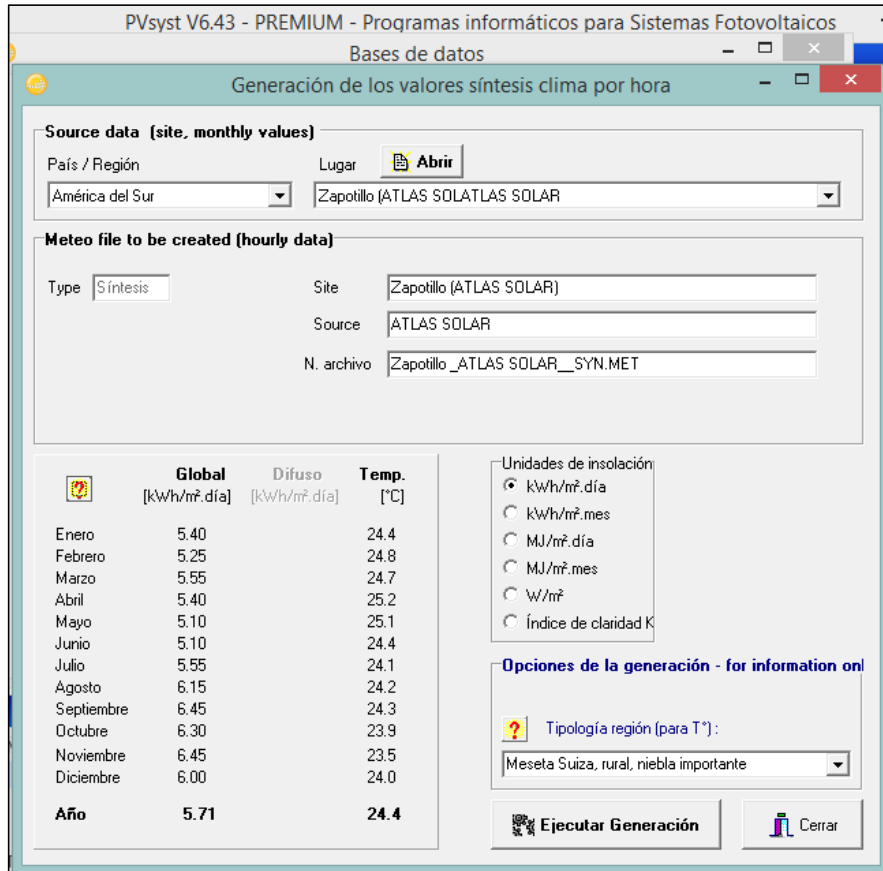 PVsyst V6.43 - PREMIUM - Programas informáticos para Sistemas Fotovoltaicos
Bases de datos
Generación de los valores síntesis clima por hora
Source data (site, monthly values)
País / Región Lugar Abrir
América del Sur Zapotillo (ATLAS SOLATLAS SOLAR
Meteo file to be created (hourly data)
Type Síntesis Site Zapotillo (ATLAS SOLAR)
Source ATLAS SOLAR
N. archivo Zapotillo _ATLAS SOLAR__SYN.MET
Global Difuso Temp.
[kWh/m².día] [kWh/m².día] [°C]
Enero 5.40 24.4
Febrero 5.25 24.8
Marzo 5.55 24.7
Abril 5.40 25.2
Mayo 5.10 25.1
Junio 5.10 24.4
Julio 5.55 24.1
Agosto 6.15 24.2
Septiembre 6.45 24.3
Octubre 6.30 23.9
Noviembre 6.45 23.5
Diciembre 6.00 24.0
Año 5.71 24.4
Unidades de insolación
kWh/m².día
kWh/m².mes
MJ/m².día
MJ/m².mes
W/m²
Índice de claridad K
Opciones de la generación - for information onl
? Tipología región (para T°) :
Meseta Suiza, rural, niebla importante
Ejecutar Generación Cerrar